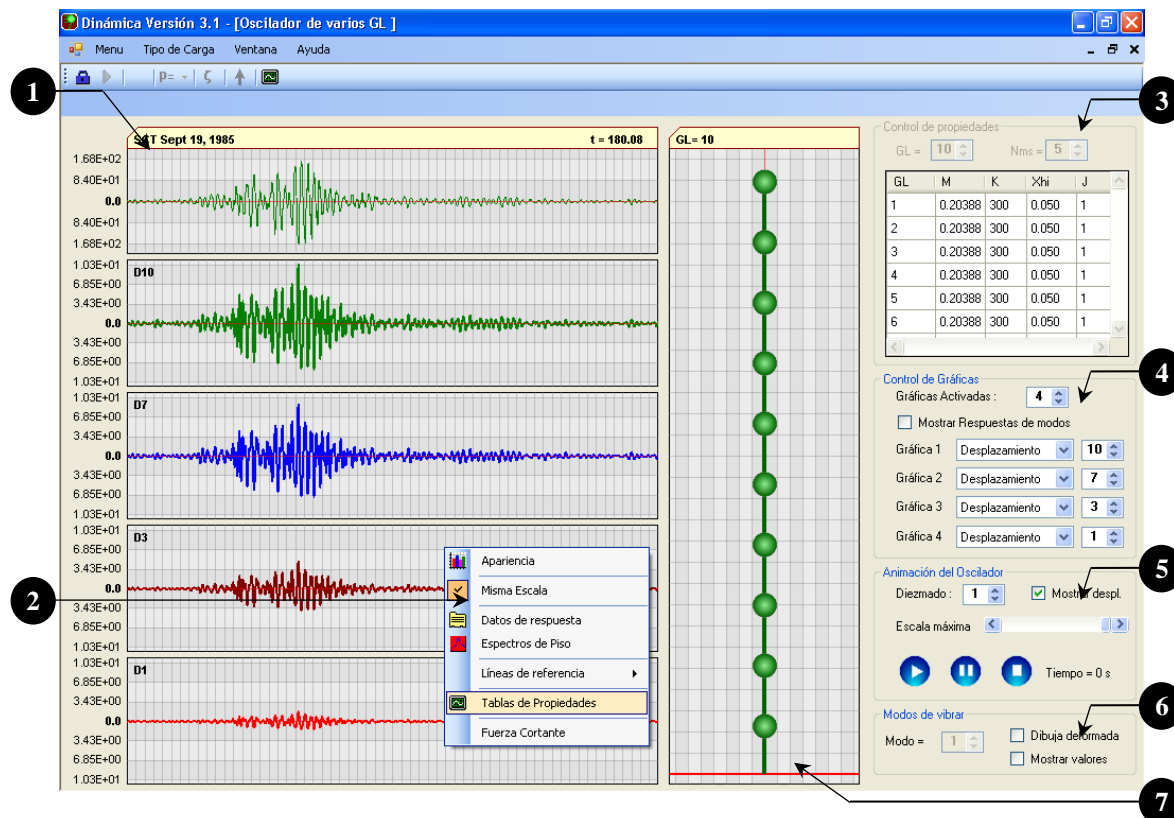 Dinámica Versión 3.1 - [Oscilador de varios GL ]
Menu Tipo de Carga Ventana Ayuda
p= ζ
1
SCT Sept 19, 1985 t = 180.08
1.68E+02
8.40E+01
0.0
8.40E+01
1.68E+02
D10
1.03E+01
6.85E+00
3.43E+00
0.0
3.43E+00
6.85E+00
1.03E+01
D7
1.03E+01
6.85E+00
3.43E+00
0.0
3.43E+00
6.85E+00
1.03E+01
D3
1.03E+01
6.85E+00
3.43E+00
0.0
3.43E+00
6.85E+00
1.03E+01
D1
1.03E+01
6.85E+00
3.43E+00
0.0
3.43E+00
6.85E+00
1.03E+01
2
Apariencia
Misma Escala
Datos de respuesta
Espectros de Piso
Líneas de referencia
Tablas de Propiedades
Fuerza Cortante
GL= 10
3
Control de propiedades
GL = 10 Nms = 5
GL M K Xhi J
1 0.20388 300 0.050 1
2 0.20388 300 0.050 1
3 0.20388 300 0.050 1
4 0.20388 300 0.050 1
5 0.20388 300 0.050 1
6 0.20388 300 0.050 1
4
Control de Gráficas
Gráficas Activadas : 4
Mostrar Respuestas de modos
Gráfica 1 Desplazamiento 10
Gráfica 2 Desplazamiento 7
Gráfica 3 Desplazamiento 3
Gráfica 4 Desplazamiento 1
5
Animación del Oscilador
Diezmado : 1 Mostrar despl.
Escala máxima
Tiempo = 0 s
6
Modos de vibrar
Modo = 1 Dibuja deformada
Mostrar valores
7